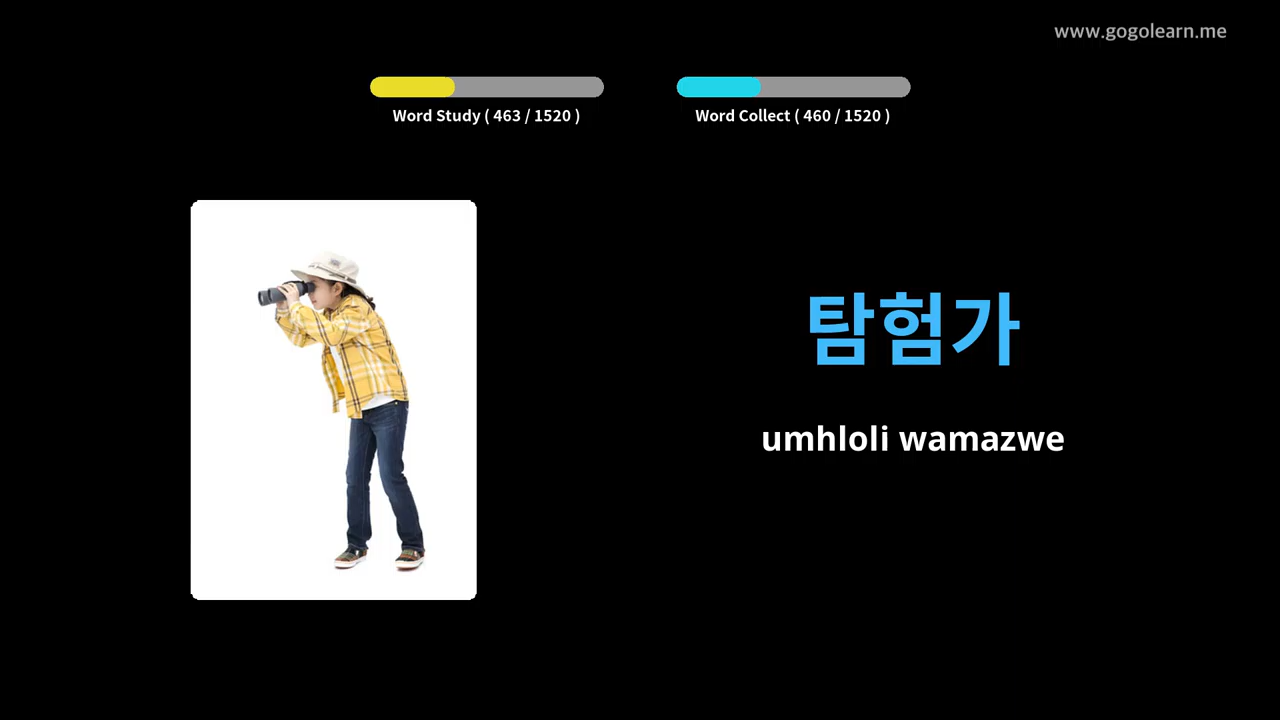 www.gogolearn.me
Word Study ( 463 / 1520 )
Word Collect ( 460 / 1520 )
탐험가
umhloli wamazwe